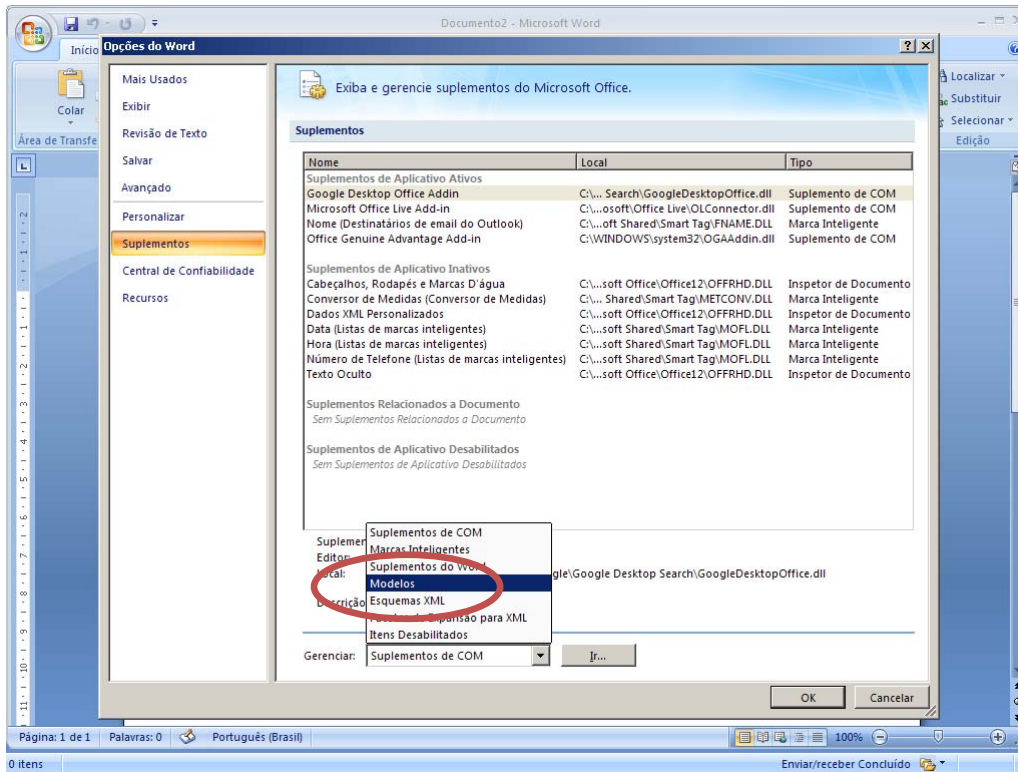 Documento2 - Microsoft Word
Início
Opções do Word
Colar
Área de Transfe
Localizar
Substituir
Selecionar
Edição
Mais Usados
Exibir
Revisão de Texto
Salvar
Avançado
Personalizar
Suplementos
Central de Confiabilidade
Recursos
Exiba e gerencie suplementos do Microsoft Office.
Suplementos
Nome Local Tipo
Suplementos de Aplicativo Ativos
Google Desktop Office Addin C:\... Search\GoogleDesktopOffice.dll Suplemento de COM
Microsoft Office Live Add-in C:\...osoft\Office Live\OLConnector.dll Suplemento de COM
Nome (Destinatários de email do Outlook) C:\...oft Shared\Smart Tag\FNAME.DLL Marca Inteligente
Office Genuine Advantage Add-in C:\WINDOWS\system32\OGAAddin.dll Suplemento de COM
Suplementos de Aplicativo Inativos
Cabeçalhos, Rodapés e Marcas D'água C:\...soft Office\Office12\OFFRHD.DLL Inspetor de Documento
Conversor de Medidas (Conversor de Medidas) C:\... Shared\Smart Tag\METCONV.DLL Marca Inteligente
Dados XML Personalizados C:\...soft Office\Office12\OFFRHD.DLL Inspetor de Documento
Data (Listas de marcas inteligentes) C:\...soft Shared\Smart Tag\MOFL.DLL Marca Inteligente
Hora (Listas de marcas inteligentes) C:\...soft Shared\Smart Tag\MOFL.DLL Marca Inteligente
Número de Telefone (Listas de marcas inteligentes) C:\...soft Shared\Smart Tag\MOFL.DLL Marca Inteligente
Texto Oculto C:\...soft Office\Office12\OFFRHD.DLL Inspetor de Documento
Suplementos Relacionados a Documento
Sem Suplementos Relacionados a Documento
Suplementos de Aplicativo Desabilitados
Sem Suplementos de Aplicativo Desabilitados
Suplemen
Editor:
Local: gle\Google Desktop Search\GoogleDesktopOffice.dll
Descrição
Suplementos de COM
Marcas Inteligentes
Suplementos do Word
Modelos
Esquemas XML
Expansão para XML
Itens Desabilitados
Gerenciar: Suplementos de COM Ir...
OK Cancelar
Página: 1 de 1 Palavras: 0 Português (Brasil) 100%
0 itens Enviar/receber Concluído